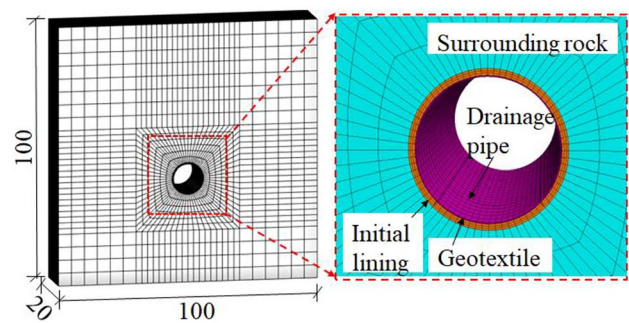 100
20
100
Surrounding rock
Drainage
pipe
Initial
lining
Geotextile